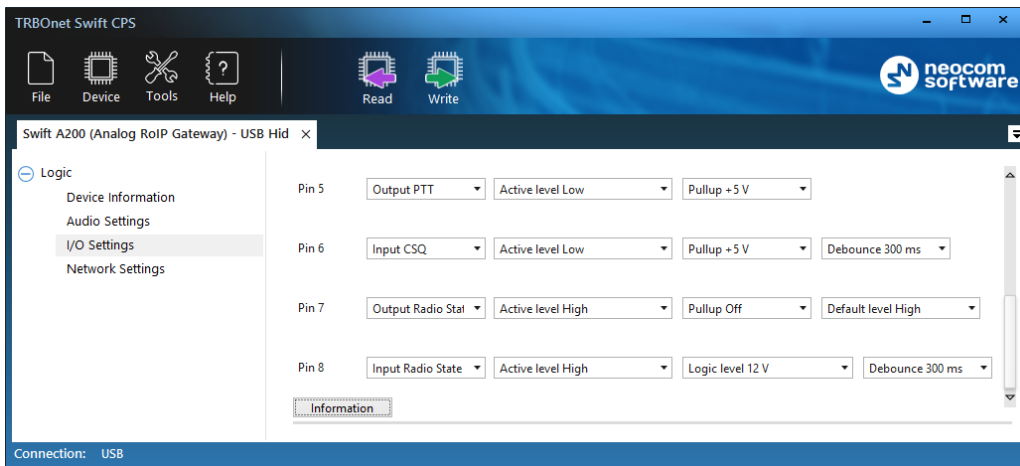 TRBOnet Swift CPS
File Device Tools Help Read Write
neocom
software
Swift A200 (Analog RoIP Gateway) - USB Hid
Logic
Device Information
Audio Settings
I/O Settings
Network Settings
Pin 5 Output PTT Active level Low Pullup +5 V
Pin 6 Input CSQ Active level Low Pullup +5 V Debounce 300 ms
Pin 7 Output Radio Stat Active level High Pullup Off Default level High
Pin 8 Input Radio State Active level High Logic level 12 V Debounce 300 ms
Information
Connection: USB